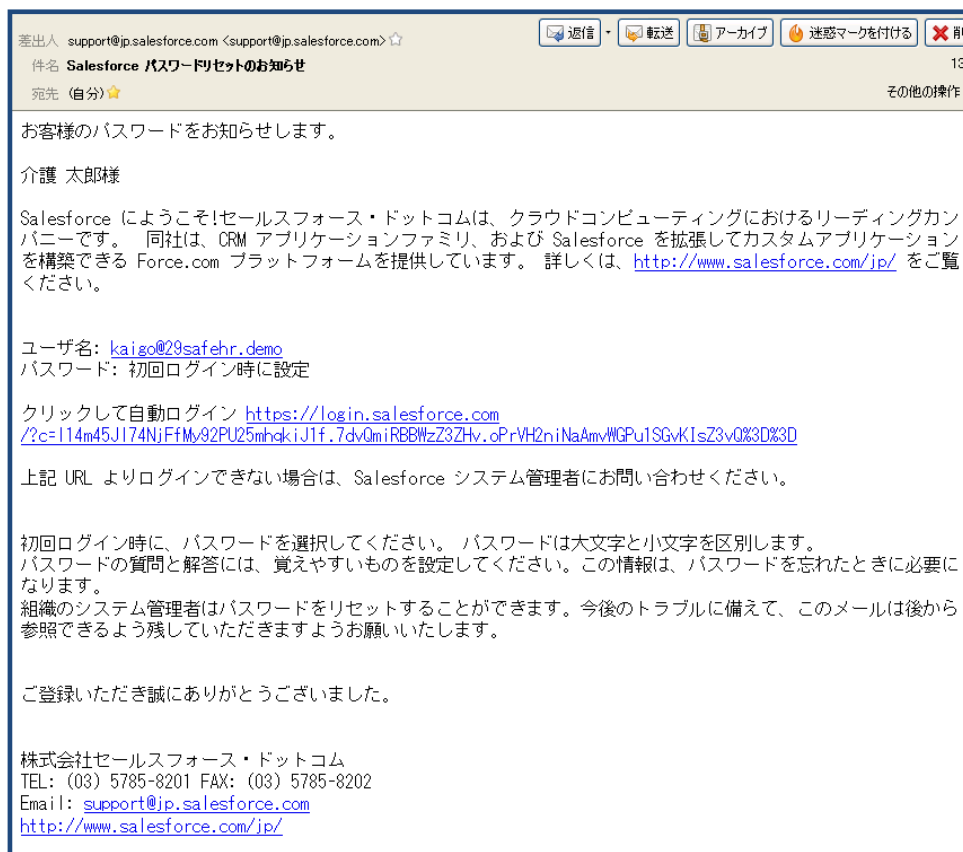 差出人 support@jp.salesforce.com <support@jp.salesforce.com>
返信 転送 アーカイブ 迷惑マークを付ける
件名 Salesforce パスワードリセットのお知らせ
13
宛先 (自分)
その他の操作
お客様のパスワードをお知らせします。
介護 太郎様
Salesforce にようこそ!セールスフォース・ドットコムは、クラウドコンピューティングにおけるリーディングカン
パニーです。 同社は、CRM アプリケーションファミリ、および Salesforce を拡張してカスタムアプリケーション
を構築できる Force.com プラットフォームを提供しています。 詳しくは、http://www.salesforce.com/jp/ をご覧
ください。
ユーザ名: kaigo@29safehr.demo
パスワード: 初回ログイン時に設定
クリックして自動ログイン https://login.salesforce.com
/?c=l14m45Jl74NjFfMy92PU25mhqkiJ1f.7dvQmiRBBWzZ3ZHv.oPrVH2niNaAmvWGPu1SGvKIsZ3vQ%3D%3D
上記 URL よりログインできない場合は、Salesforce システム管理者にお問い合わせください。
初回ログイン時に、パスワードを選択してください。 パスワードは大文字と小文字を区別します。
パスワードの質問と解答には、覚えやすいものを設定してください。この情報は、パスワードを忘れたときに必要に
なります。
組織のシステム管理者はパスワードをリセットすることができます。今後のトラブルに備えて、このメールは後から
参照できるよう残していただきますようお願いいたします。
ご登録いただき誠にありがとうございました。
株式会社セールスフォース・ドットコム
TEL: (03) 5785-8201 FAX: (03) 5785-8202
Email: support@jp.salesforce.com
http://www.salesforce.com/jp/